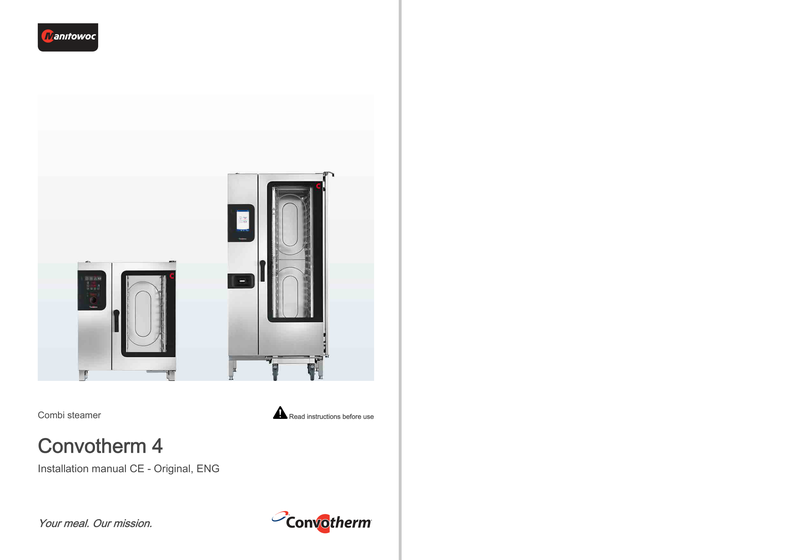 Manitowoc
Combi steamer
Read instructions before use
Convotherm 4
Installation manual CE - Original, ENG
Your meal. Our mission.
Convotherm